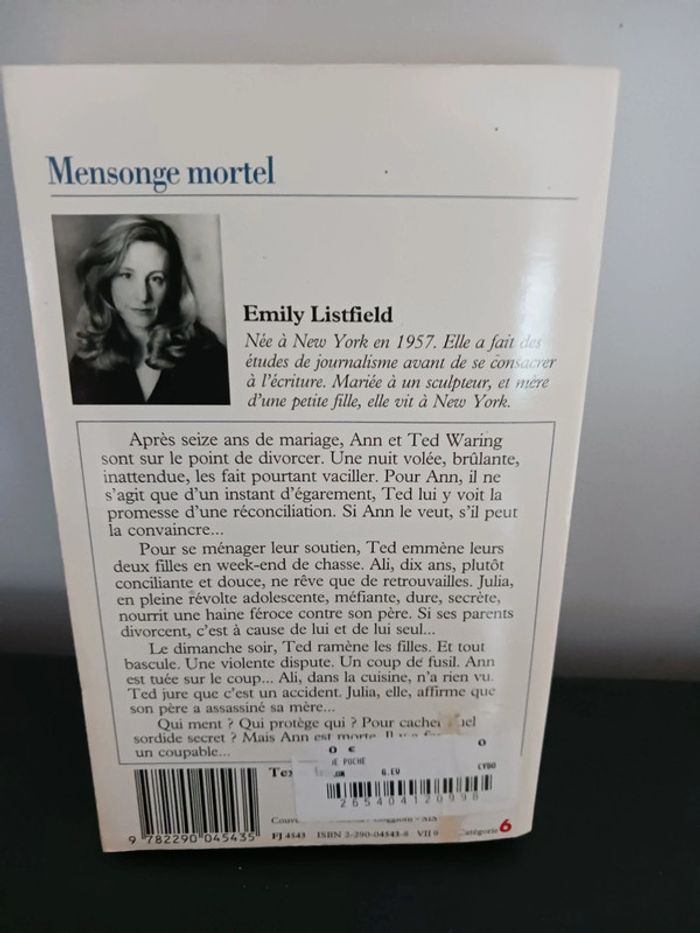 Mensonge mortel
Emily Listfield
Née à New York en 1957. Elle a fait des
études de journalisme avant de se consacrer
à l'écriture. Mariée à un sculpteur, et mère
d'une petite fille, elle vit à New York.
Après seize ans de mariage, Ann et Ted Waring
sont sur le point de divorcer. Une nuit volée, brûlante,
inattendue, les fait pourtant vaciller. Pour Ann, il ne
s'agit que d'un instant d'égarement, Ted lui y voit la
promesse d'une réconciliation. Si Ann le veut, s'il peut
la convaincre...
Pour se ménager leur soutien, Ted emmène leurs
deux filles en week-end de chasse. Ali, dix ans, plutôt
conciliante et douce, ne rêve que de retrouvailles. Julia,
en pleine révolte adolescente, méfiante, dure, secrète,
nourrit une haine féroce contre son père. Si ses parents
divorcent, c'est à cause de lui et de lui seul...
Le dimanche soir, Ted ramène les filles. Et tout
bascule. Une violente dispute. Un coup de fusil. Ann
est tuée sur le coup... Ali, dans la cuisine, n'a rien vu.
Ted jure que c'est un accident. Julia, elle, affirme que
son père a assassiné sa mère...
Qui ment ? Qui protège qui ? Pour cacher quel
sordide secret ? Mais Ann est morte. Il
un coupable...
0 € 0
POCHE
G.EV CYBO
265404120998
9 782290 045435
FJ 4543 ISBN 2-290-04543-8 VII 9 Catégorie 6